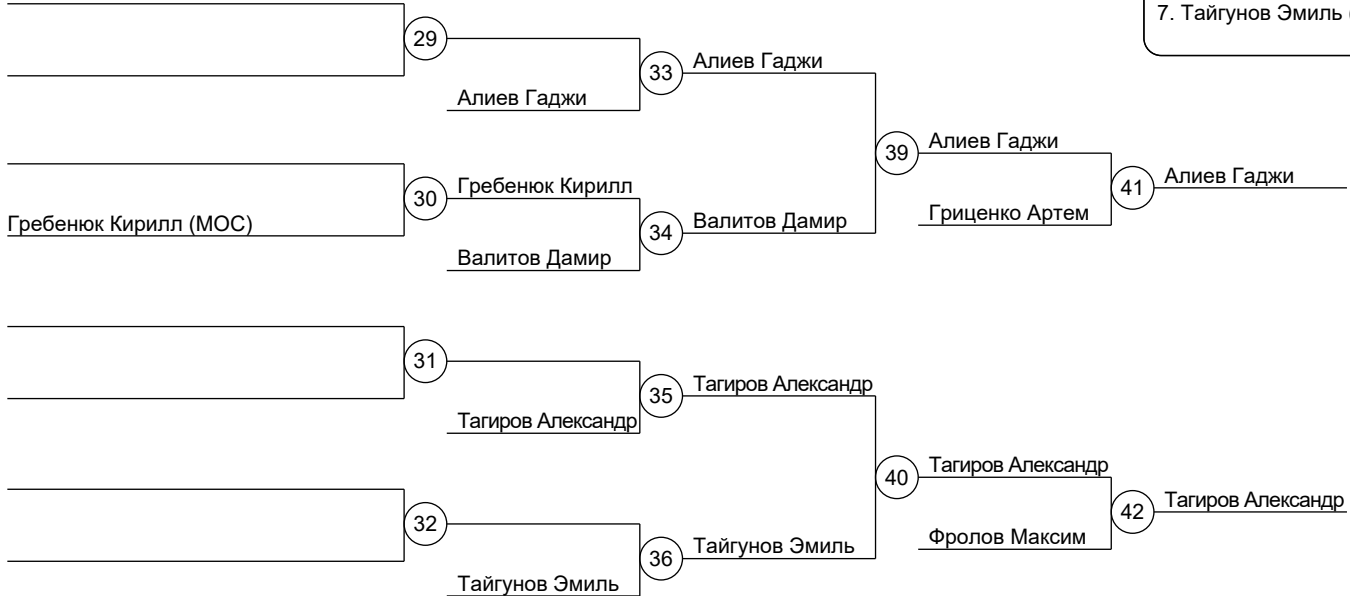 7. Тайгунов Эмиль (
29
33
Алиев Гаджи
Алиев Гаджи
39
Алиев Гаджи
41
Алиев Гаджи
30
Гребенюк Кирилл
Гребенюк Кирилл (МОС)
34
Валитов Дамир
Гриценко Артем
Валитов Дамир
31
35
Тагиров Александр
Тагиров Александр
40
Тагиров Александр
42
Тагиров Александр
32
Фролов Максим
36
Тайгунов Эмиль
Тайгунов Эмиль